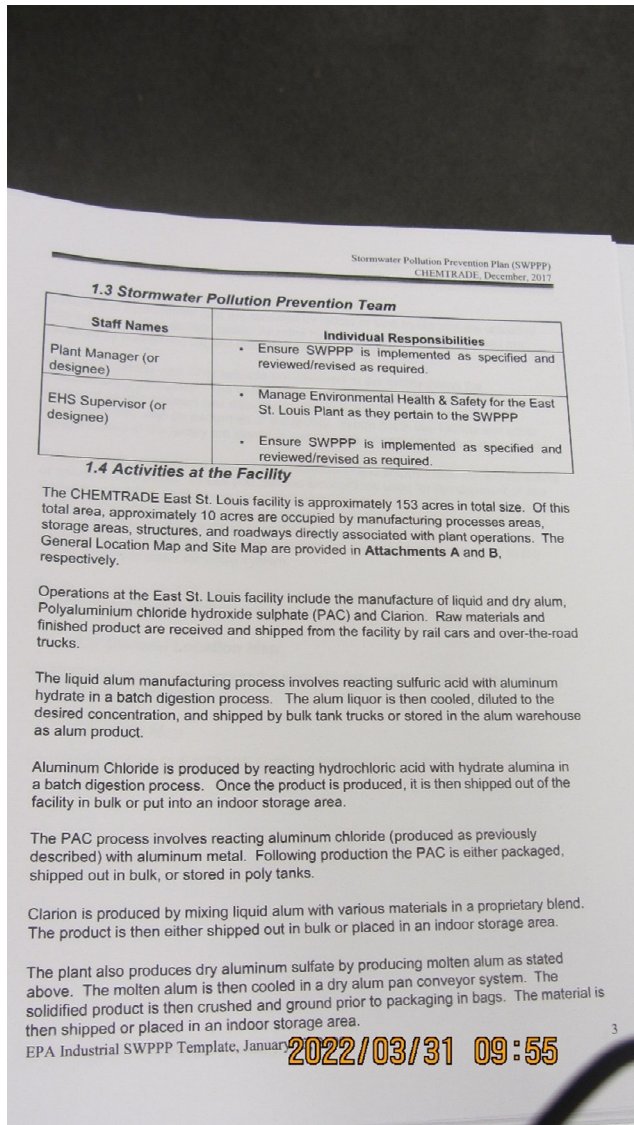 Stormwater Pollution Prevention Plan (SWPPP)
CHEMTRADE, December, 2017
1.3 Stormwater Pollution Prevention Team
Staff Names
Individual Responsibilities
Plant Manager (or
designee)
• Ensure SWPPP is implemented as specified and
reviewed/revised as required.
EHS Supervisor (or
designee)
• Manage Environmental Health & Safety for the East
St. Louis Plant as they pertain to the SWPPP
• Ensure SWPPP is implemented as specified and
reviewed/revised as required.
1.4 Activities at the Facility
The CHEMTRADE East St. Louis facility is approximately 153 acres in total size. Of this
total area, approximately 10 acres are occupied by manufacturing processes areas,
storage areas, structures, and roadways directly associated with plant operations. The
General Location Map and Site Map are provided in Attachments A and B,
respectively.
Operations at the East St. Louis facility include the manufacture of liquid and dry alum,
Polyaluminium chloride hydroxide sulphate (PAC) and Clarion. Raw materials and
finished product are received and shipped from the facility by rail cars and over-the-road
trucks.
The liquid alum manufacturing process involves reacting sulfuric acid with aluminum
hydrate in a batch digestion process. The alum liquor is then cooled, diluted to the
desired concentration, and shipped by bulk tank trucks or stored in the alum warehouse
as alum product.
Aluminum Chloride is produced by reacting hydrochloric acid with hydrate alumina in
a batch digestion process. Once the product is produced, it is then shipped out of the
facility in bulk or put into an indoor storage area.
The PAC process involves reacting aluminum chloride (produced as previously
described) with aluminum metal. Following production the PAC is either packaged,
shipped out in bulk, or stored in poly tanks.
Clarion is produced by mixing liquid alum with various materials in a proprietary blend.
The product is then either shipped out in bulk or placed in an indoor storage area.
The plant also produces dry aluminum sulfate by producing molten alum as stated
above. The molten alum is then cooled in a dry alum pan conveyor system. The
solidified product is then crushed and ground prior to packaging in bags. The material is
then shipped or placed in an indoor storage area.
3
EPA Industrial SWPPP Template, January
2022/03/31 09:55